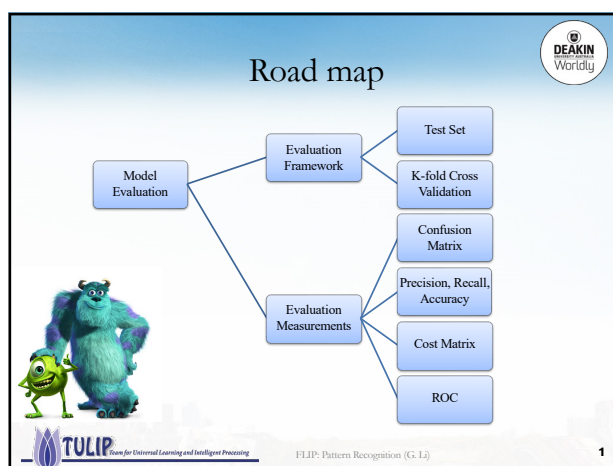 Road map
DEAKIN
UNIVERSITY AUSTRALIA
Worldly
Model
Evaluation
Evaluation
Framework
Test Set
K-fold Cross
Validation
Evaluation
Measurements
Confusion
Matrix
Precision, Recall,
Accuracy
Cost Matrix
ROC
TULIP Team for Universal Learning and Intelligent Processing
FLIP: Pattern Recognition (G. Li)
1